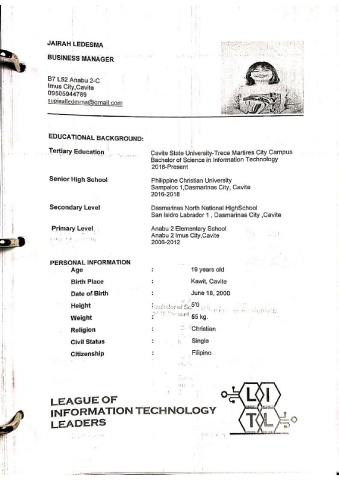 JAIRAH LEDESMA
BUSINESS MANAGER
B7 L52 Anabu 2-C
Imus City,Cavite
09505944789
EDUCATIONAL BACKGROUND:
Tertiary Education Cavite State University-Trece Martires City Campus
Bachelor of Science in Information Technology
2018-Present
Senior High School Philippine Christian University
Sampaloc 1,Dasmarinas City, Cavite
2016-2018
Secondary Level Dasmarinas North National HighSchool
San Isidro Labrador 1 , Dasmarinas City ,Cavite
Primary Level Anabu 2 Elementary School
Anabu 2 Imus City,Cavite
2006-2012
PERSONAL INFORMATION
Age : 19 years old
Birth Place : Kawit, Cavite
Date of Birth : June 18, 2000
Height : 5'0
Weight : 65 kg.
Religion : Christian
Civil Status : Single
Citizenship : Filipino
LEAGUE OF
INFORMATION TECHNOLOGY
LEADERS
L I
T L